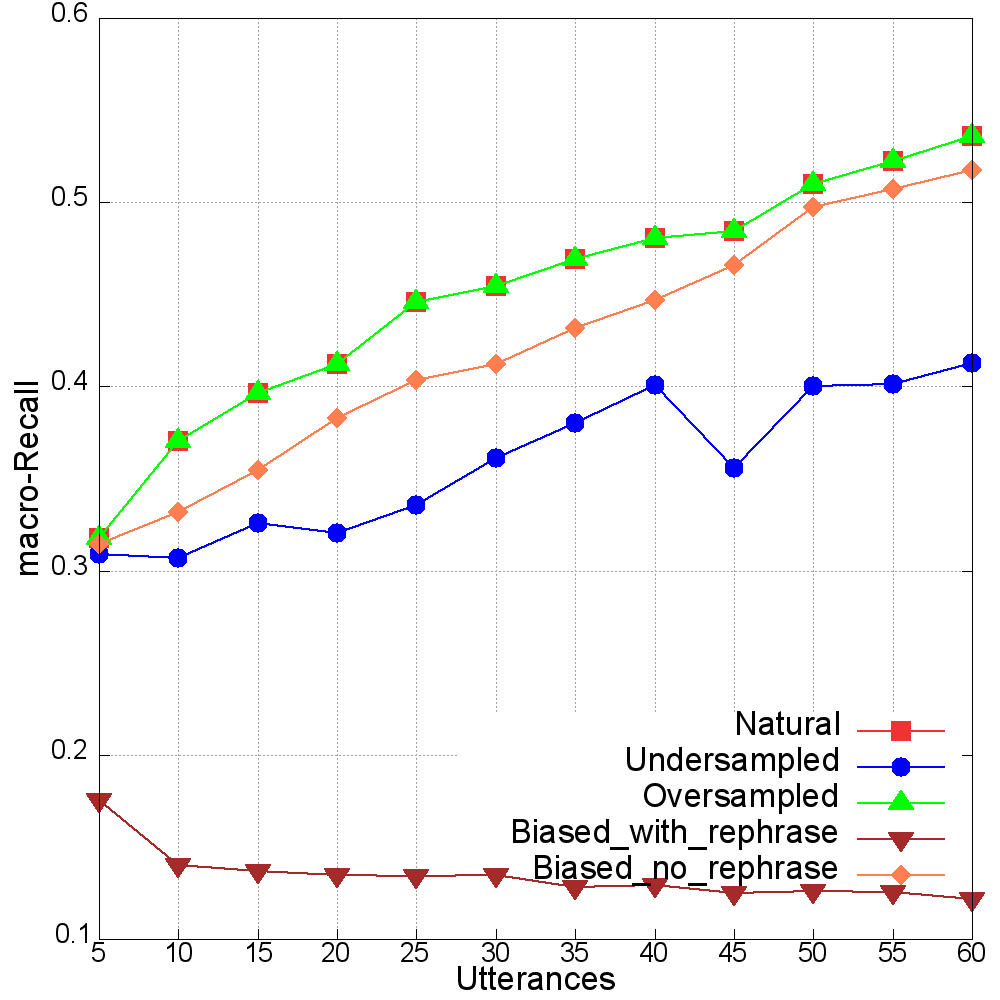 0.6
0.5
0.4
0.3
0.2
0.1
macro-Recall
Natural
Undersampled
Oversampled
Biased_with_rephrase
Biased_no_rephrase
5 10 15 20 25 30 35 40 45 50 55 60
Utterances